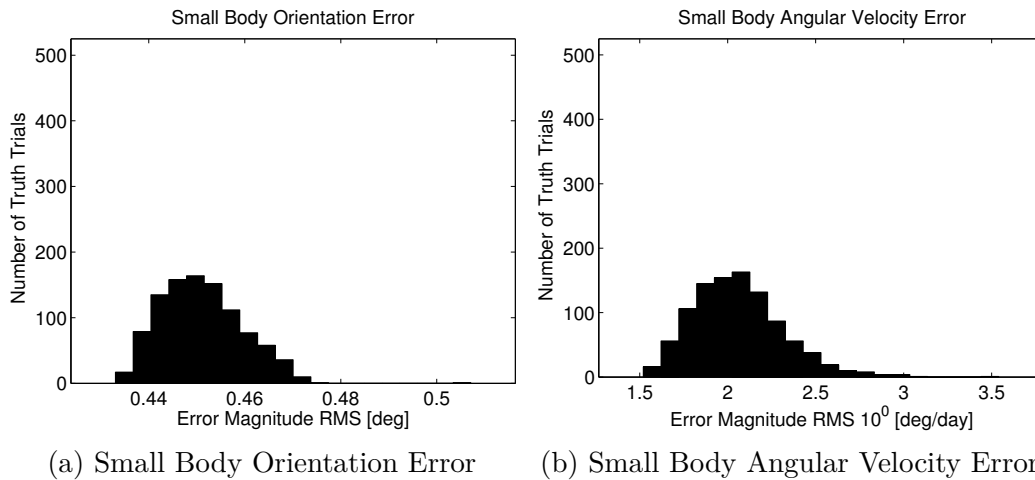 Small Body Orientation Error
500
400
300
200
100
0
Number of Truth Trials
0.44 0.46 0.48 0.5
Error Magnitude RMS [deg]
(a) Small Body Orientation Error
Small Body Angular Velocity Error
500
400
300
200
100
0
Number of Truth Trials
1.5 2 2.5 3 3.5
Error Magnitude RMS 10⁰ [deg/day]
(b) Small Body Angular Velocity Error